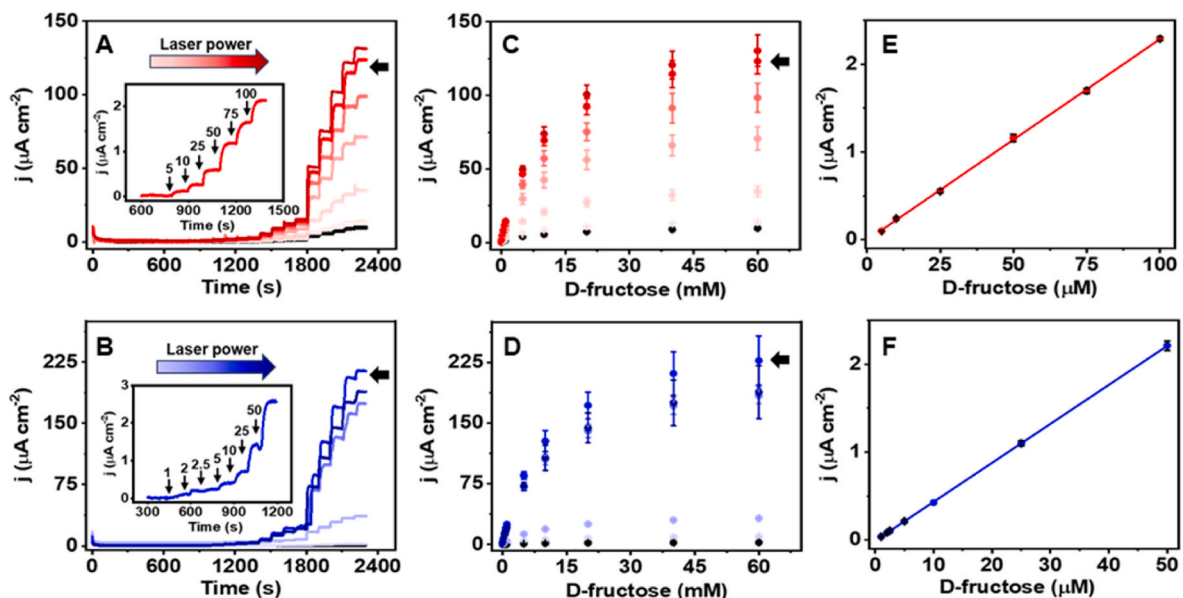 A
Laser power
j (μA cm⁻²)
150
100
50
0
0 600 1200 1800 2400
Time (s)
j (μA cm⁻²)
2
1
0
5 10 25 50 75 100
600 900 1200 1500
Time (s)
C
j (μA cm⁻²)
150
100
50
0
0 15 30 45 60
D-fructose (mM)
E
j (μA cm⁻²)
2
1
0
0 25 50 75 100
D-fructose (μM)
B
Laser power
j (μA cm⁻²)
225
150
75
0
0 600 1200 1800 2400
Time (s)
j (μA cm⁻²)
3
2
1
0
1 2 2.5 5 10 25 50
300 600 900 1200
Time (s)
D
j (μA cm⁻²)
225
150
75
0
0 15 30 45 60
D-fructose (mM)
F
j (μA cm⁻²)
2
1
0
0 10 20 30 40 50
D-fructose (μM)